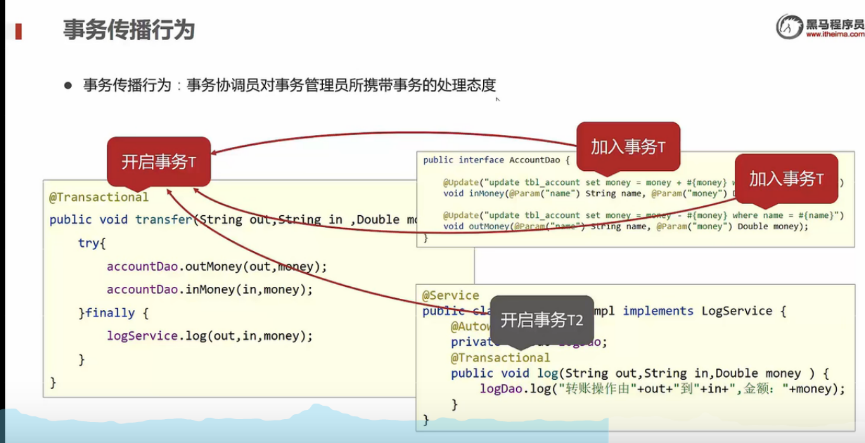 事务传播行为
黑马程序员
www.itheima.com
● 事务传播行为：事务协调员对事务管理员所携带事务的处理态度
开启事务T
@Transactional
public void transfer(String out,String in ,Double mo
try{
accountDao.outMoney(out,money);
accountDao.inMoney(in,money);
}finally {
logService.log(out,in,money);
}
}
加入事务T
加入事务T
public interface AccountDao {
@Update("update tbl_account set money = money + #{money} w
void inMoney(@Param("name") String name, @Param("money") D
@Update("update tbl_account set money = money - #{money} where name = #{name}")
void outMoney(@Param("name") String name, @Param("money") Double money);
}
开启事务T2
@Service
public cla mpl implements LogService {
@Autow
private logDao;
@Transactional
public void log(String out,String in,Double money ) {
logDao.log("转账操作由"+out+"到"+in+",金额："+money);
}
}